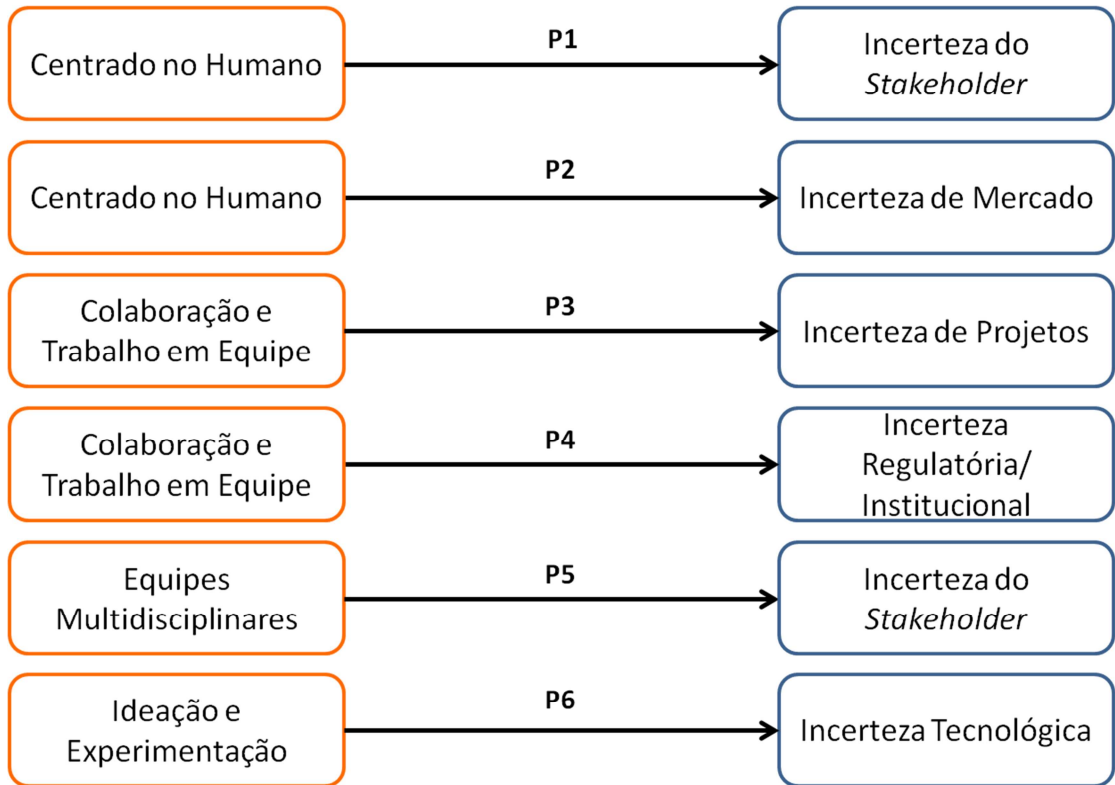 Centrado no Humano
P1
Incerteza do
Stakeholder
Centrado no Humano
P2
Incerteza de Mercado
Colaboração e
Trabalho em Equipe
P3
Incerteza de Projetos
Colaboração e
Trabalho em Equipe
P4
Incerteza
Regulatória/
Institucional
Equipes
Multidisciplinares
P5
Incerteza do
Stakeholder
Ideação e
Experimentação
P6
Incerteza Tecnológica